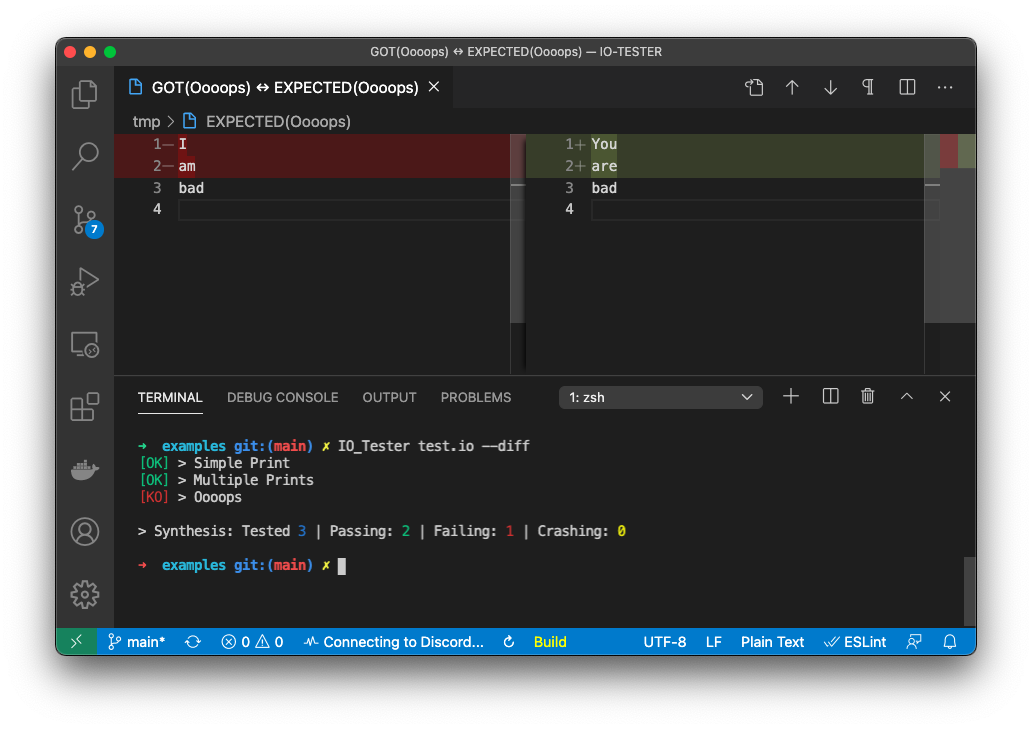 GOT(Oooops) ↔ EXPECTED(Oooops) — IO-TESTER
GOT(Oooops) ↔ EXPECTED(Oooops)
tmp > EXPECTED(Oooops)
1— I
2— am
3 bad
4
1+ You
2+ are
3 bad
4
7
TERMINAL DEBUG CONSOLE OUTPUT PROBLEMS 1: zsh
→ examples git:(main) ✗ IO_Tester test.io --diff
[OK] > Simple Print
[OK] > Multiple Prints
[KO] > Oooops
> Synthesis: Tested 3 | Passing: 2 | Failing: 1 | Crashing: 0
→ examples git:(main) ✗
main* 0 0 Connecting to Discord... Build UTF-8 LF Plain Text ESLint